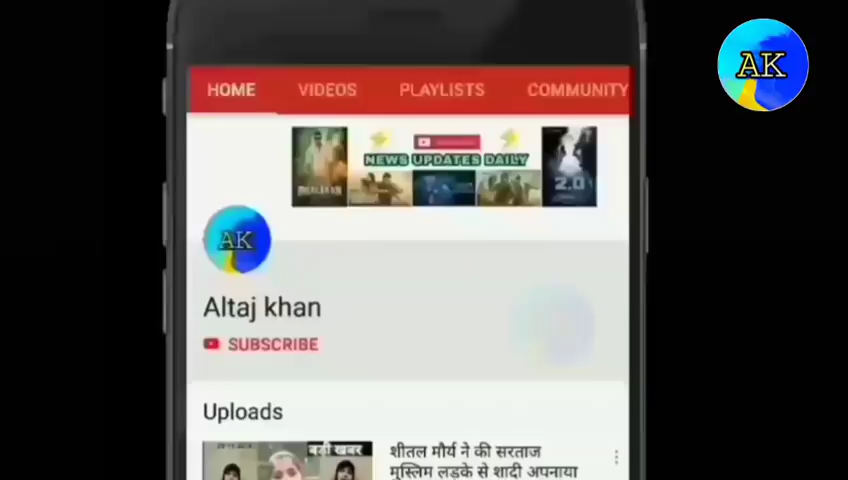 AK
HOME VIDEOS PLAYLISTS COMMUNITY
NEWS UPDATES DAILY
2.0
AK
Altaj khan
SUBSCRIBE
Uploads
बड़ी खबर
शीतल मौर्य ने की सरताज
मुस्लिम लड़के से शादी अपनाया